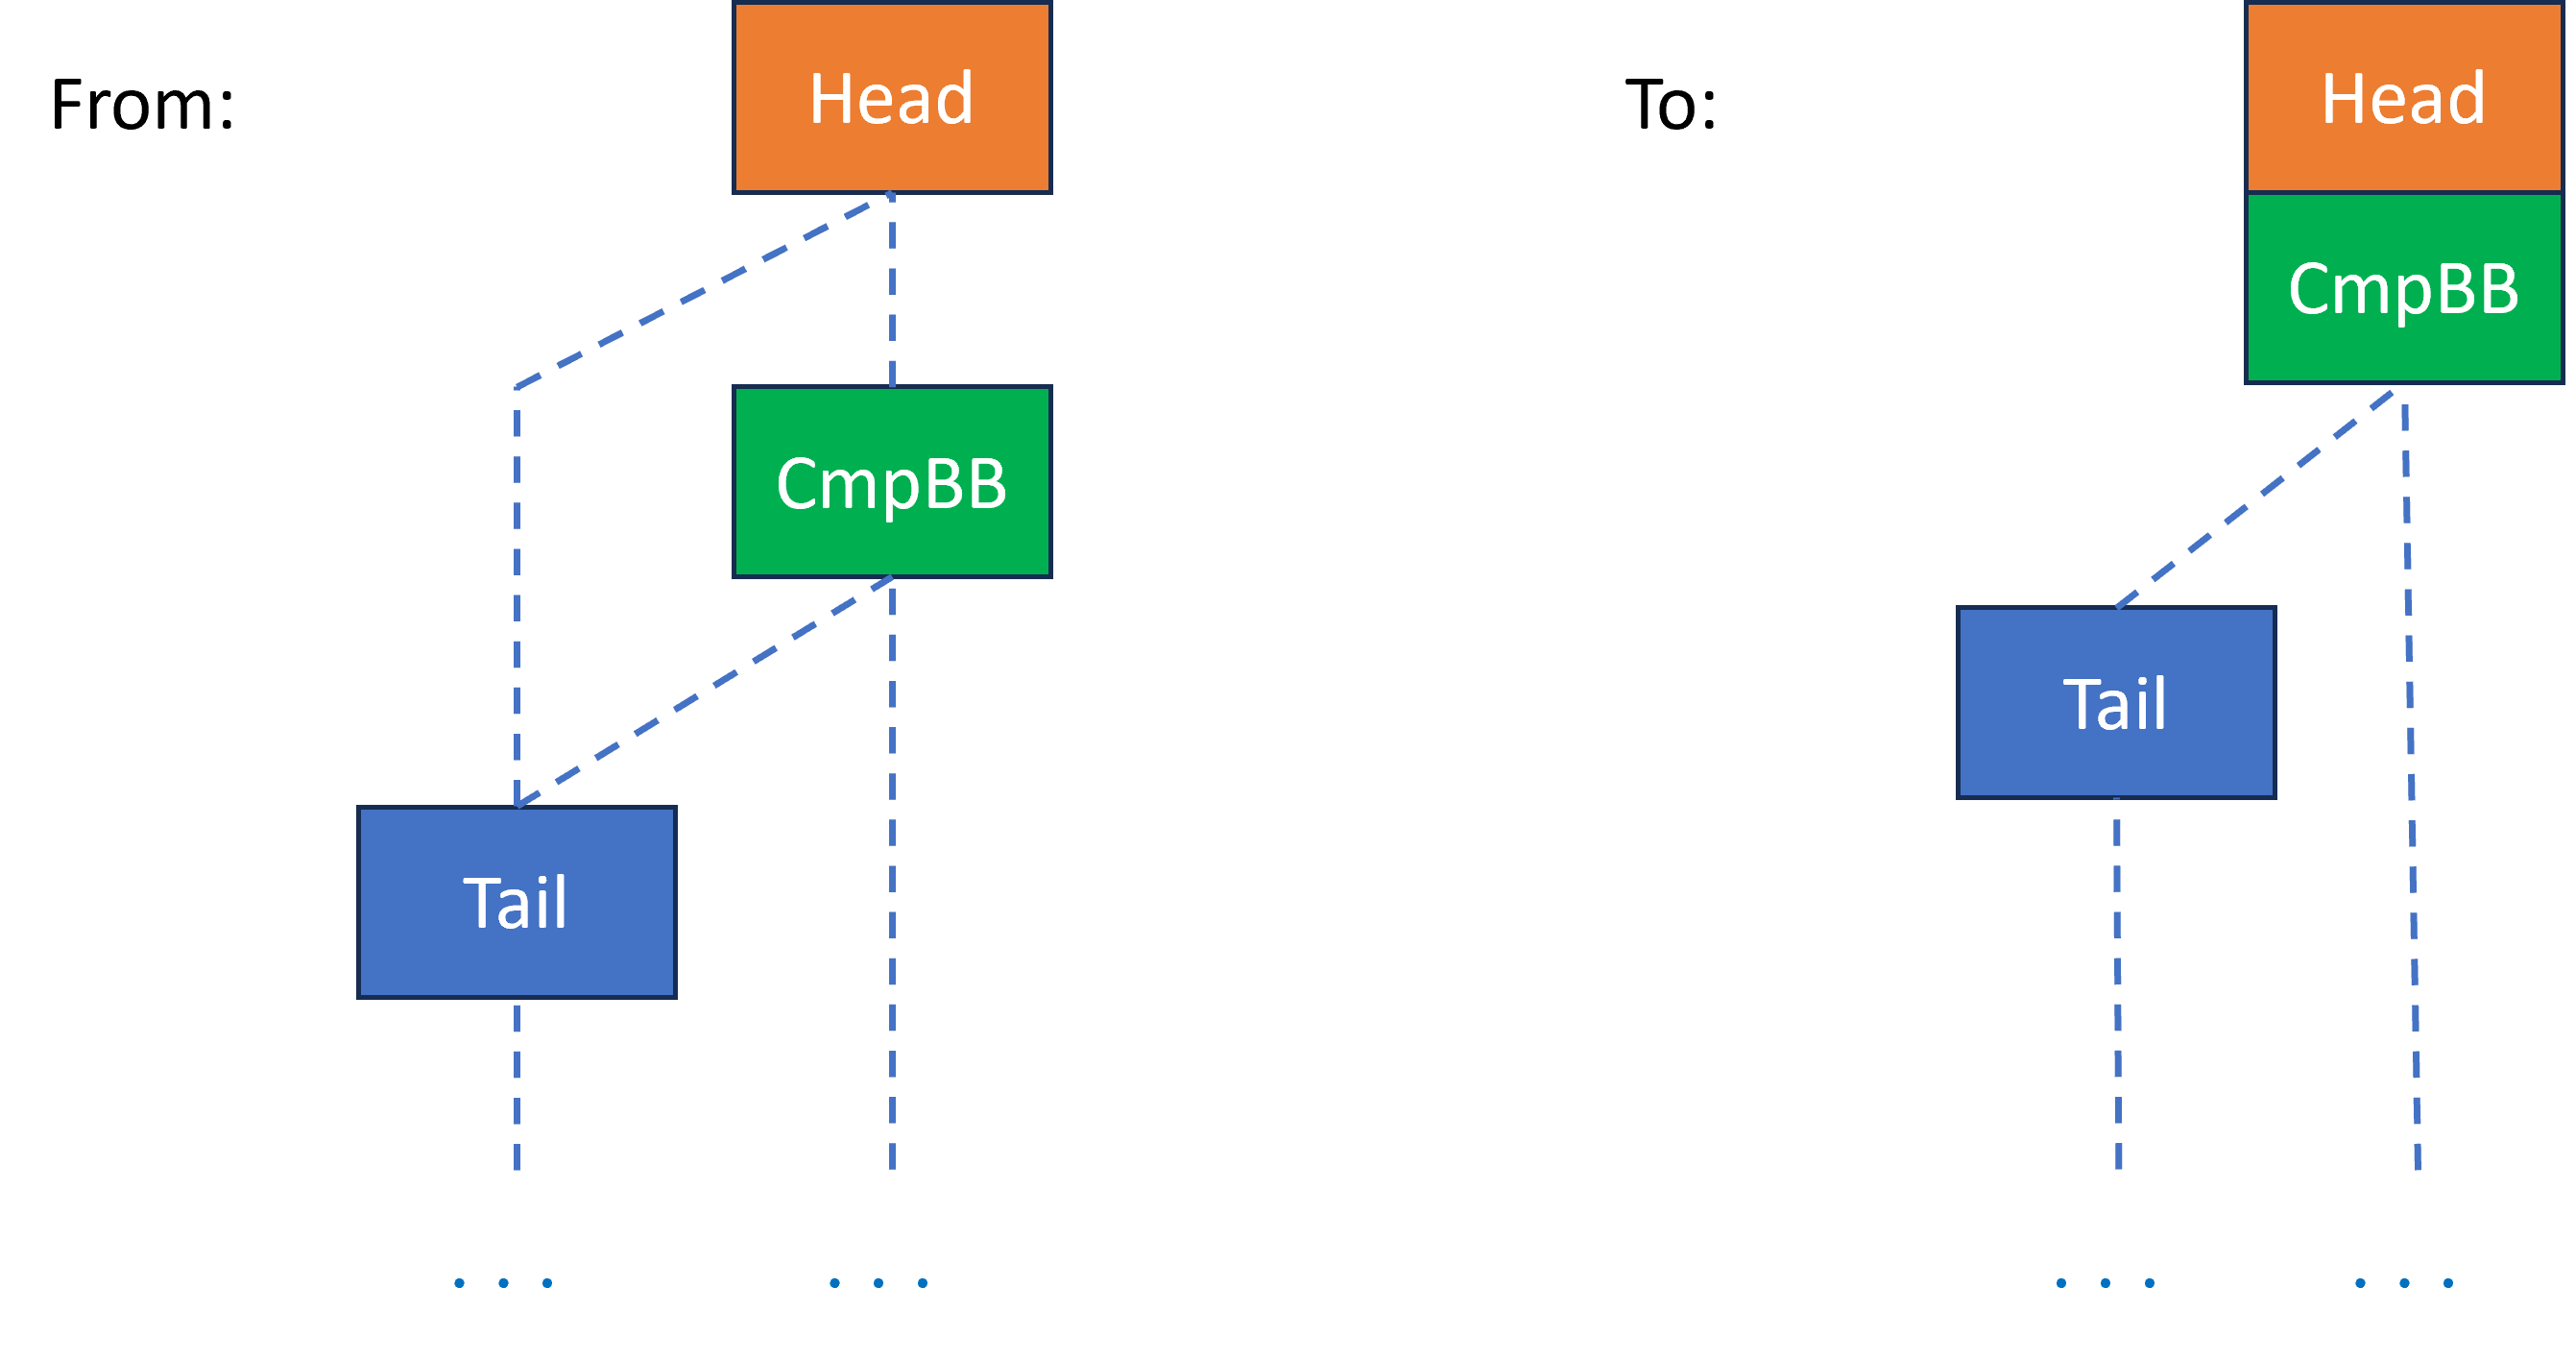 From:
Head
CmpBB
Tail
. . .
. . .
To:
Head
CmpBB
Tail
. . .
. . .